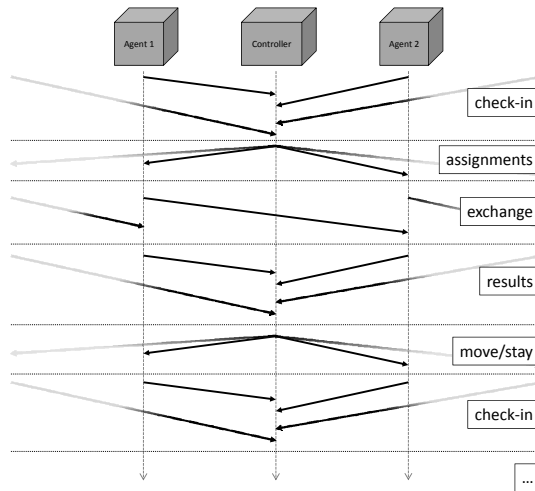 Agent 1
Controller
Agent 2
check-in
assignments
exchange
results
move/stay
check-in
...